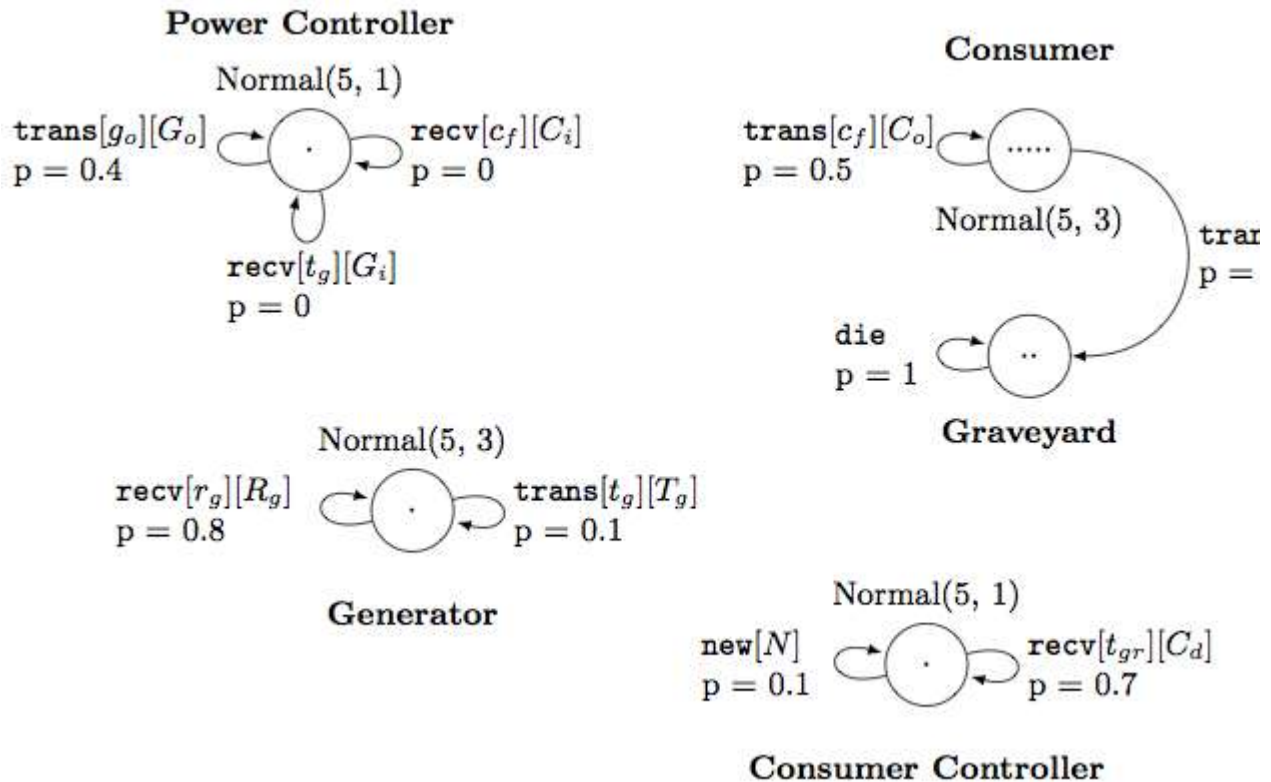 Power Controller
Normal(5, 1)
trans[g_o][G_o]
p = 0.4
recv[c_f][C_i]
p = 0
recv[t_g][G_i]
p = 0
Consumer
trans[c_f][C_o]
p = 0.5
Normal(5, 3)
p =
die
p = 1
Graveyard
Normal(5, 3)
recv[r_g][R_g]
p = 0.8
trans[t_g][T_g]
p = 0.1
Generator
Normal(5, 1)
new[N]
p = 0.1
recv[t_gr][C_d]
p = 0.7
Consumer Controller